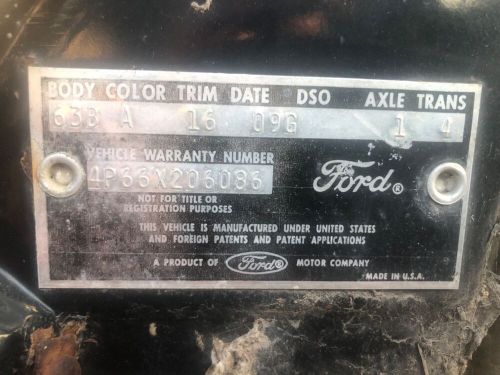 BODY COLOR TRIM DATE DSO AXLE TRANS
63B A 16 09G 1 4
VEHICLE WARRANTY NUMBER
4P66X206086
Ford®
NOT FOR TITLE OR
REGISTRATION PURPOSES
THIS VEHICLE IS MANUFACTURED UNDER UNITED STATES
AND FOREIGN PATENTS AND PATENT APPLICATIONS
A PRODUCT OF Ford® MOTOR COMPANY
MADE IN U.S.A.